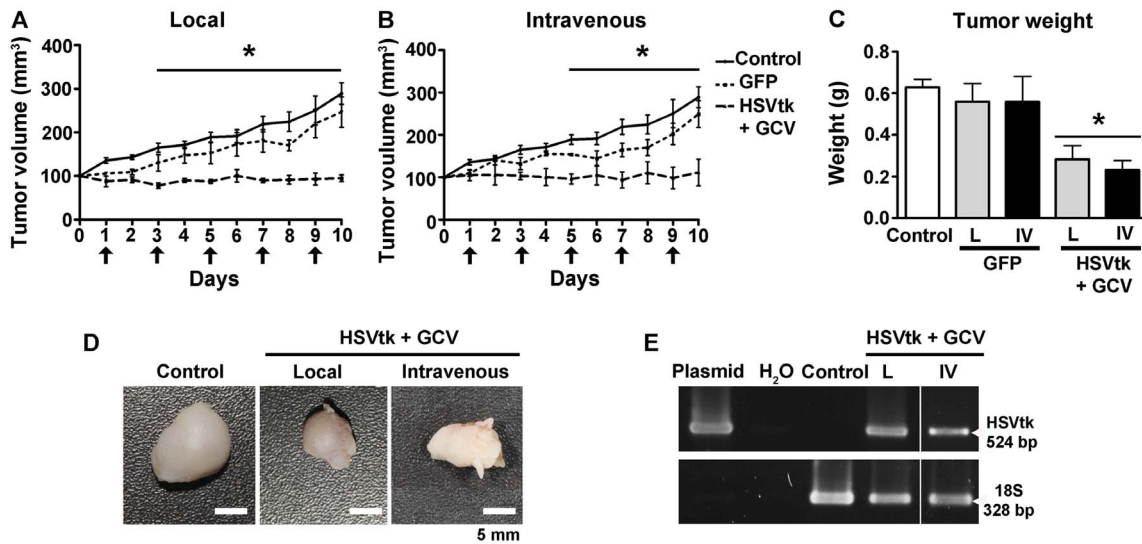 A
Local
Tumor volume (mm³)
400
300
200
100
0
*
0 1 2 3 4 5 6 7 8 9 10
Days
B
Intravenous
Tumor volume (mm³)
400
300
200
100
0
*
0 1 2 3 4 5 6 7 8 9 10
Days
Control
GFP
HSVtk
+ GCV
C
Tumor weight
Weight (g)
0.8
0.6
0.4
0.2
0.0
*
Control
L IV
GFP
L IV
HSVtk
+ GCV
D
HSVtk + GCV
Control Local Intravenous
5 mm
E
HSVtk + GCV
Plasmid H₂O Control L IV
HSVtk
524 bp
18S
328 bp